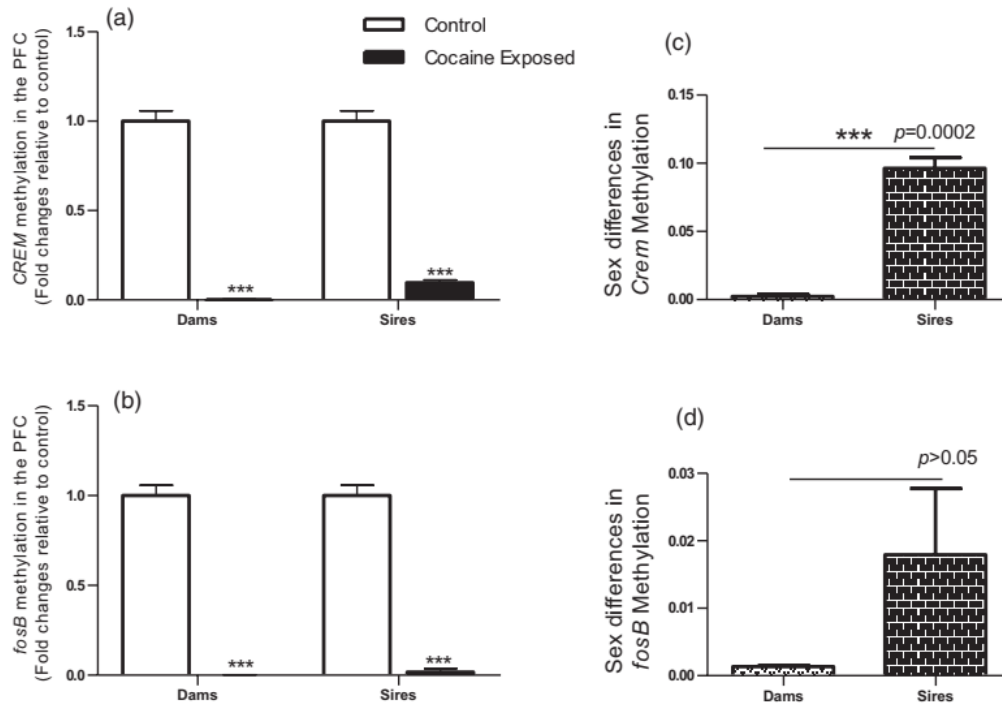 (a)
Control
Cocaine Exposed
CREM methylation in the PFC
(Fold changes relative to control)
1.5
1.0
0.5
0.0
***
***
Dams
Sires
(c)
Sex differences in
Crem Methylation
0.15
0.10
0.05
0.00
***
p=0.0002
Dams
Sires
(b)
fosB methylation in the PFC
(Fold changes relative to control)
1.5
1.0
0.5
0.0
***
***
Dams
Sires
(d)
Sex differences in
fosB Methylation
0.03
0.02
0.01
0.00
p>0.05
Dams
Sires